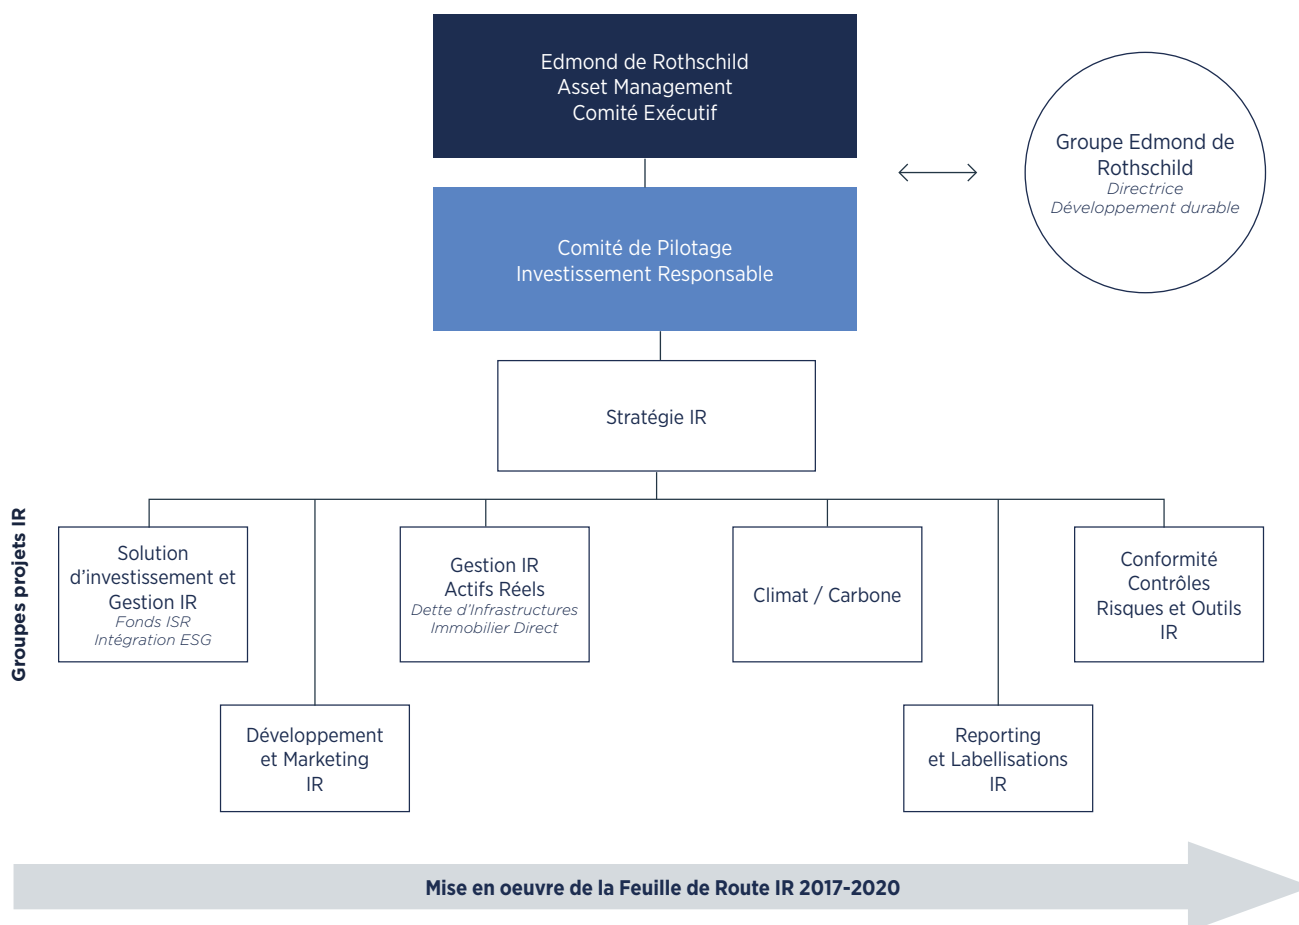 Edmond de Rothschild
Asset Management
Comité Exécutif
Groupe Edmond de
Rothschild
Directrice
Développement durable
Comité de Pilotage
Investissement Responsable
Stratégie IR
Groupes projets IR
Solution
d'investissement et
Gestion IR
Fonds ISR
Intégration ESG
Gestion IR
Actifs Réels
Dette d'Infrastructures
Immobilier Direct
Climat / Carbone
Conformité
Contrôles
Risques et Outils
IR
Développement
et Marketing
IR
Reporting
et Labellisations
IR
Mise en oeuvre de la Feuille de Route IR 2017-2020